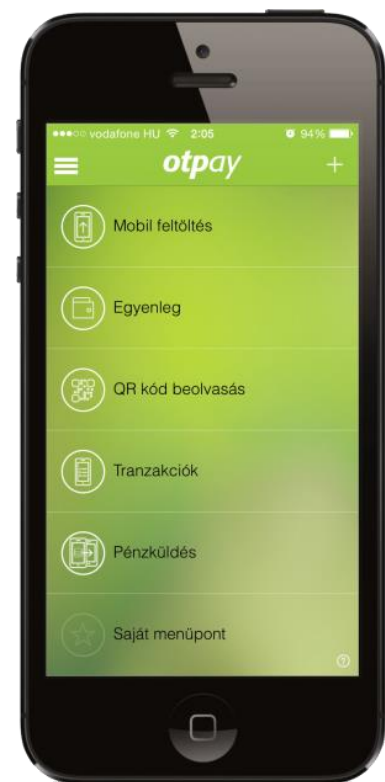 vodafone HU 2:05 94%
otpay
Mobil feltöltés
Egyenleg
QR kód beolvasás
Tranzakciók
Pénzküldés
Saját menüpont